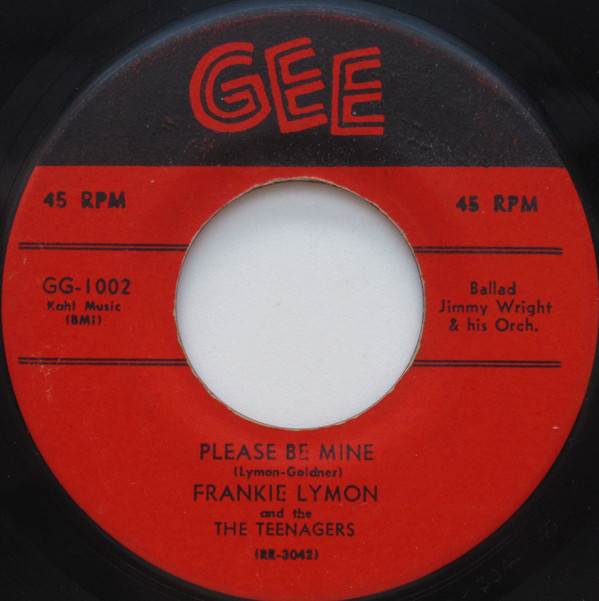 GEE
45 RPM
45 RPM
GG-1002
Kahl Music
(BMI)
Ballad
Jimmy Wright
& his Orch.
PLEASE BE MINE
(Lymon-Goldner)
FRANKIE LYMON
and the
THE TEENAGERS
(RR-3042)